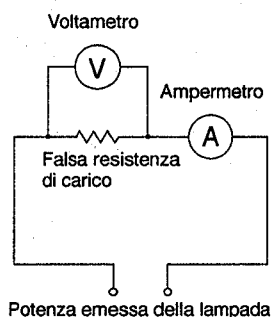 Voltametro
V
Ampermetro
A
Falsa resistenza
di carico
Potenza emessa della lampada